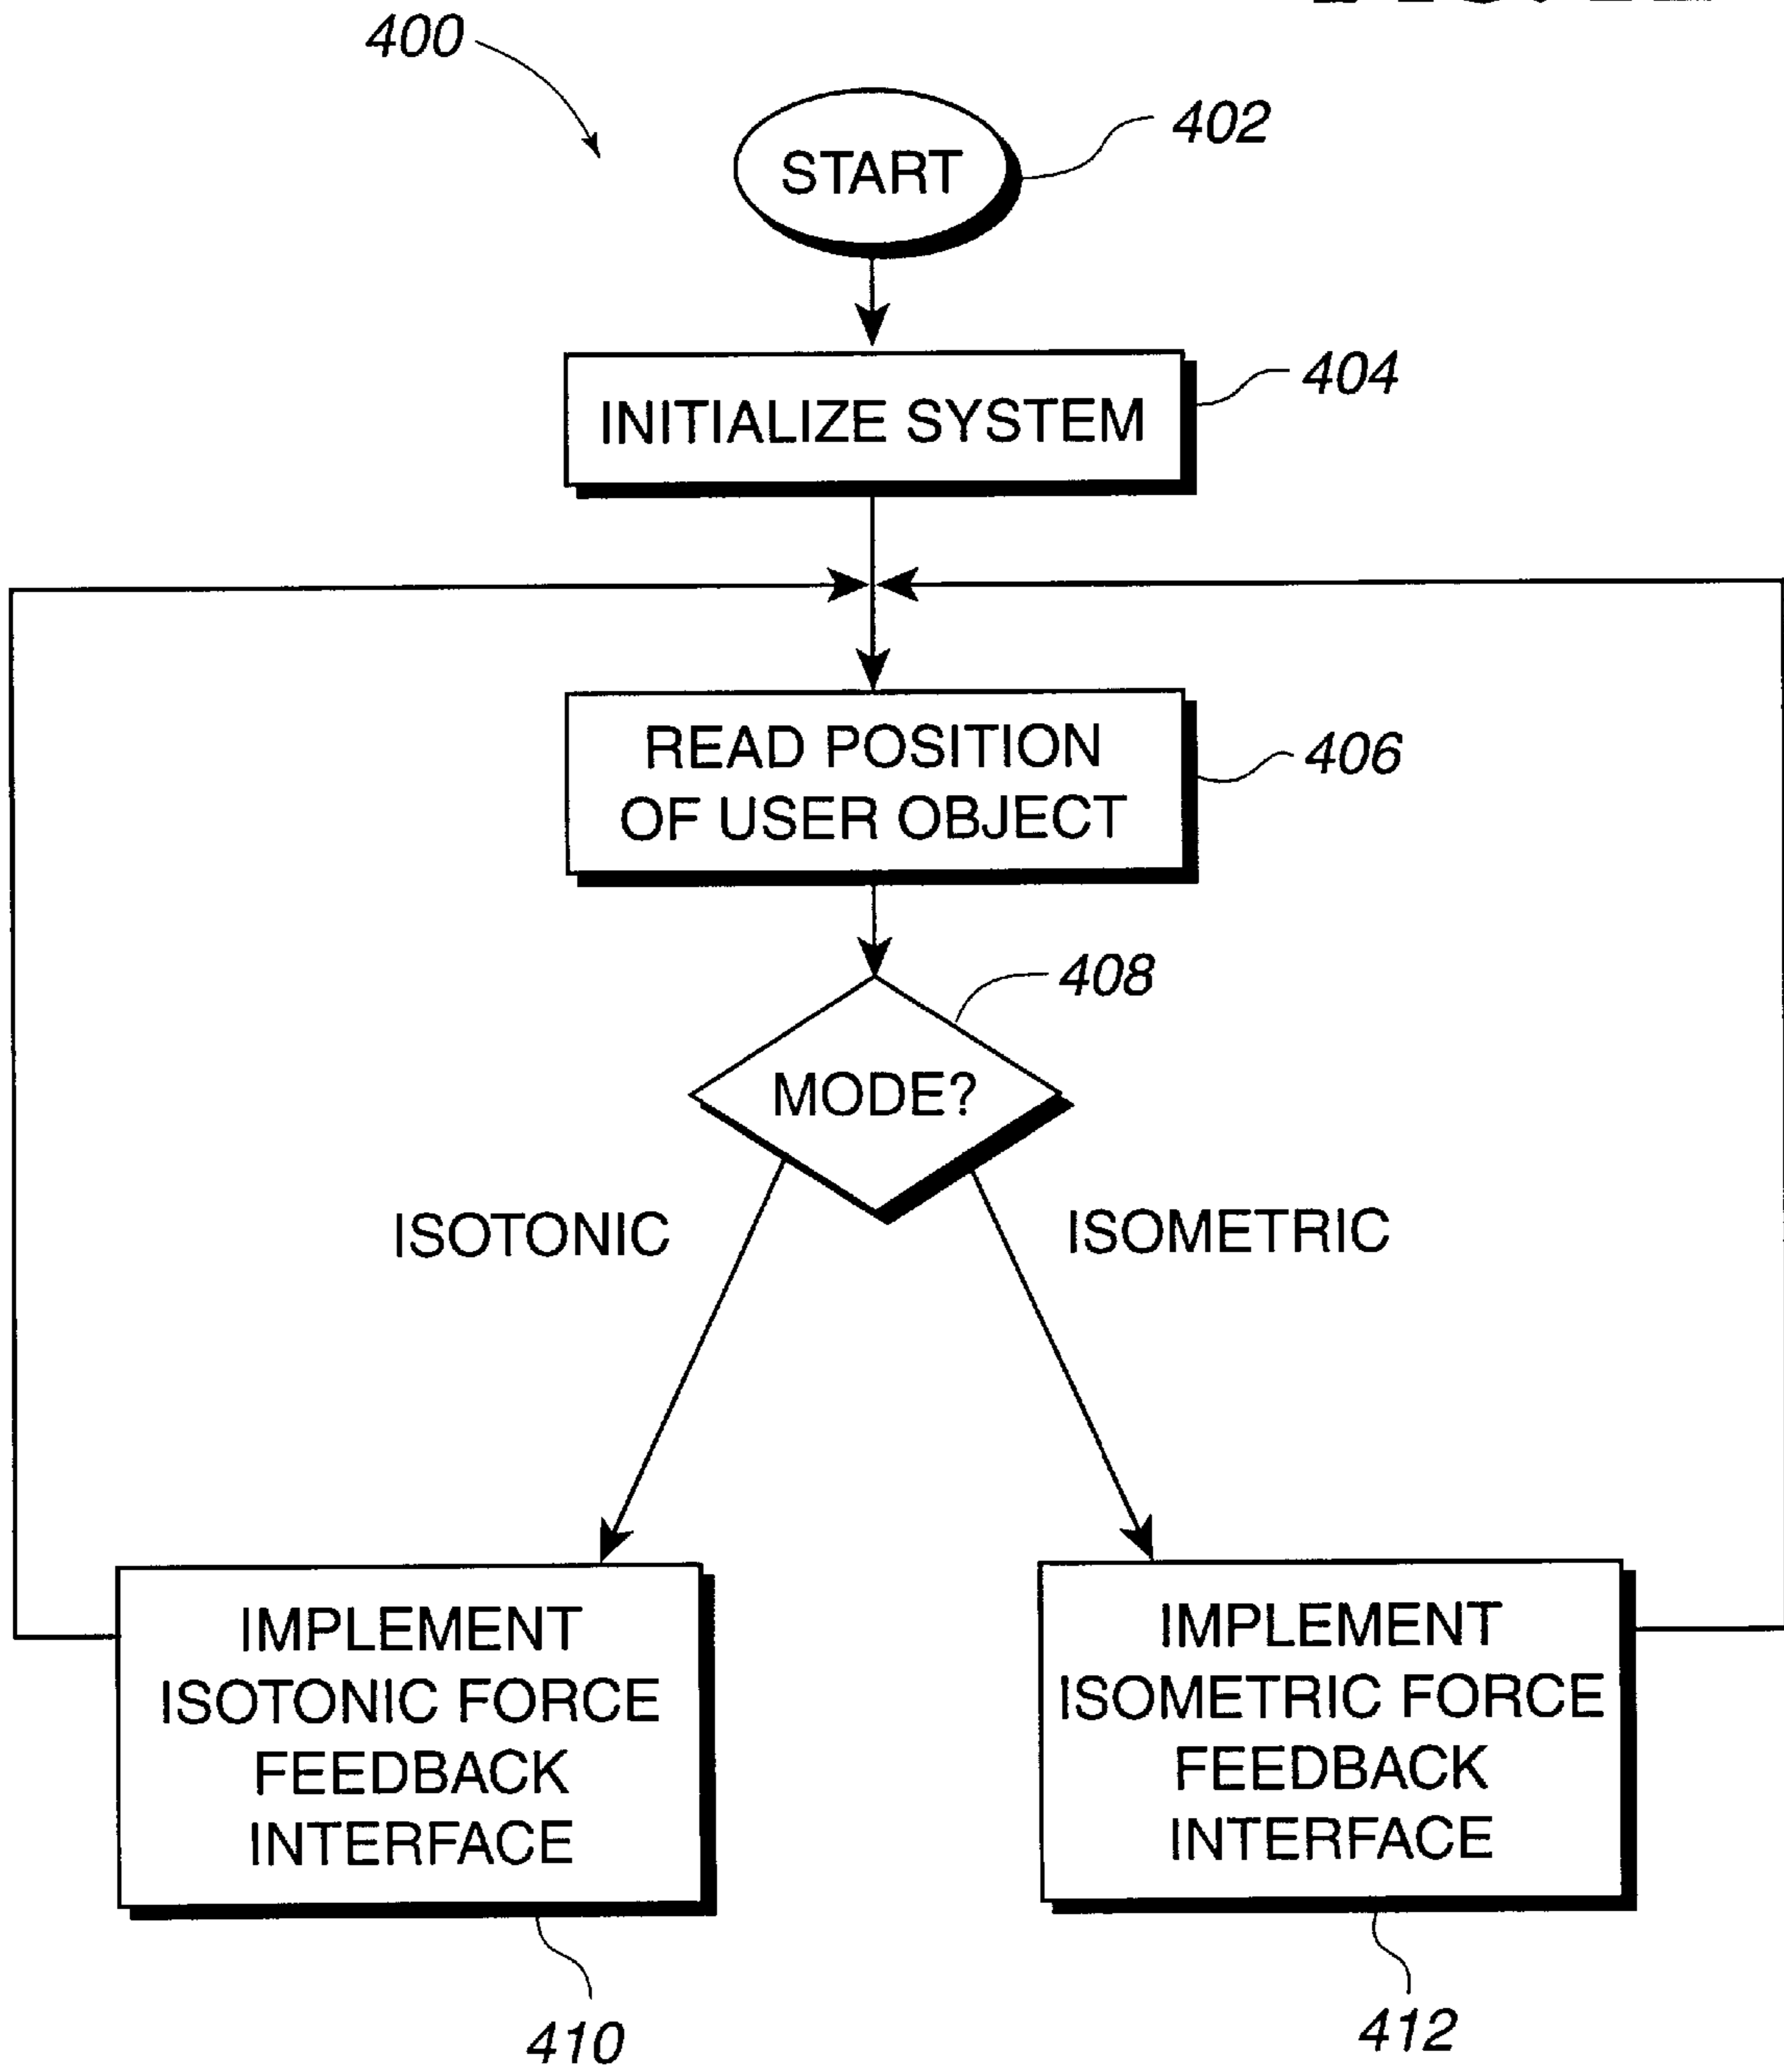 400
START
402
INITIALIZE SYSTEM
404
READ POSITION
OF USER OBJECT
406
408
MODE?
ISOTONIC
ISOMETRIC
IMPLEMENT
ISOTONIC FORCE
FEEDBACK
INTERFACE
IMPLEMENT
ISOMETRIC FORCE
FEEDBACK
INTERFACE
410
412